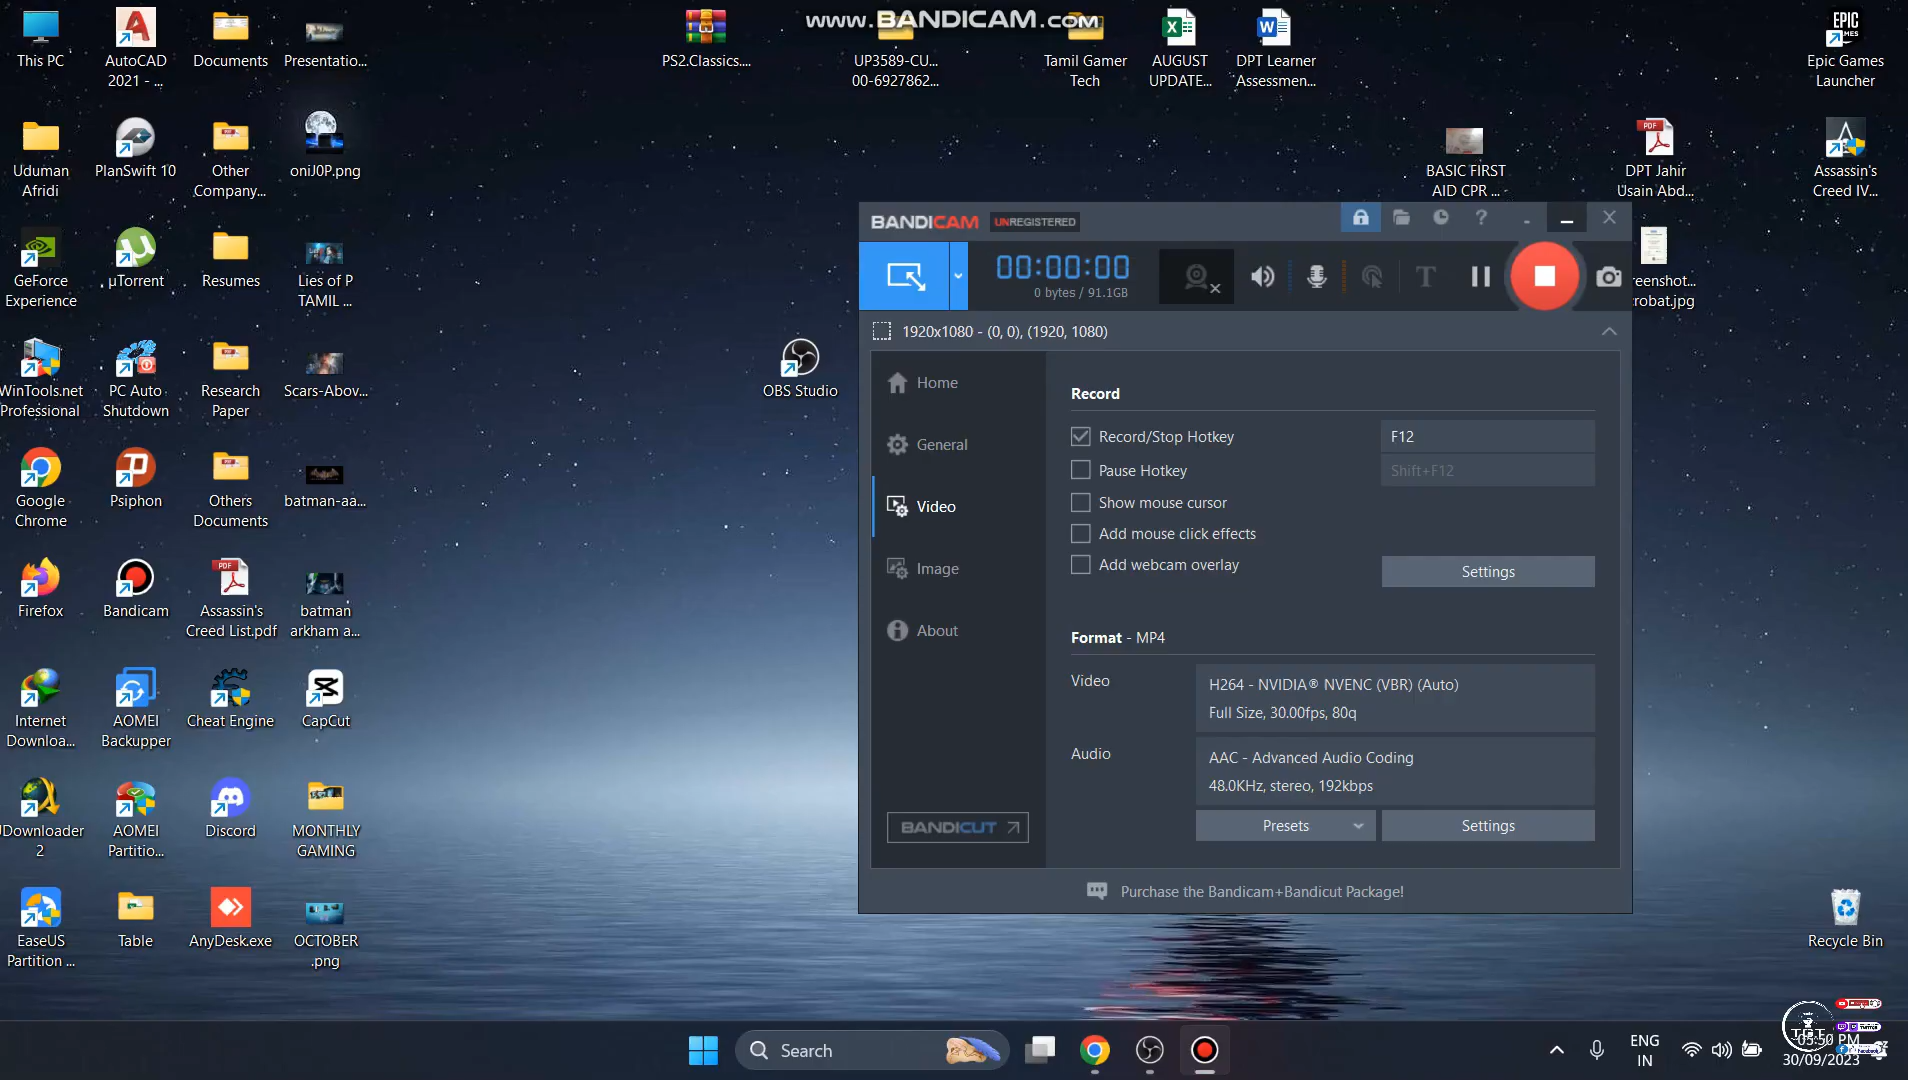 www.BANDICAM.com
This PC
AutoCAD
2021 - ...
Documents
Presentatio...
PS2.Classics....
UP3589-CU...
00-6927862...
Tamil Gamer
Tech
AUGUST
UPDATE...
DPT Learner
Assessmen...
EPIC
GAMES
Epic Games
Launcher
Uduman
Afridi
PlanSwift 10
Other
Company...
oniJ0P.png
BASIC FIRST
AID CPR ...
PDF
DPT Jahir
Usain Abd...
Assassin's
Creed IV...
GeForce
Experience
µTorrent
Resumes
Lies of P
TAMIL ...
reenshot...
crobat.jpg
WinTools.net
Professional
PC Auto
Shutdown
Research
Paper
Scars-Abov...
OBS Studio
Google
Chrome
Psiphon
Others
Documents
batman-aa...
Firefox
Bandicam
PDF
Assassin's
Creed List.pdf
batman
arkham a...
Internet
Downloa...
AOMEI
Backupper
Cheat Engine
CapCut
JDownloader
2
AOMEI
Partitio...
Discord
MONTHLY
GAMING
EaseUS
Partition ...
Table
AnyDesk.exe
OCTOBER
.png
Recycle Bin
BANDICAM UNREGISTERED
00:00:00
0 bytes / 91.1GB
1920x1080 - (0, 0), (1920, 1080)
Home
General
Video
Image
About
BANDICUT
Record
Record/Stop Hotkey
F12
Pause Hotkey
Shift+F12
Show mouse cursor
Add mouse click effects
Add webcam overlay
Settings
Format - MP4
Video
H264 - NVIDIA® NVENC (VBR) (Auto)
Full Size, 30.00fps, 80q
Audio
AAC - Advanced Audio Coding
48.0KHz, stereo, 192kbps
Presets
Settings
Purchase the Bandicam+Bandicut Package!
Search
ENG
IN
TGT
05:50 PM
30/09/2023